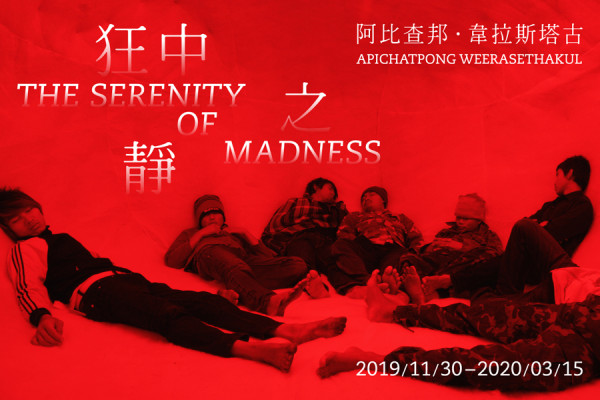 狂中之靜
THE SERENITY
OF
MADNESS
阿比查邦·韋拉斯塔古
APICHATPONG WEERASETHAKUL
2019/11/30–2020/03/15